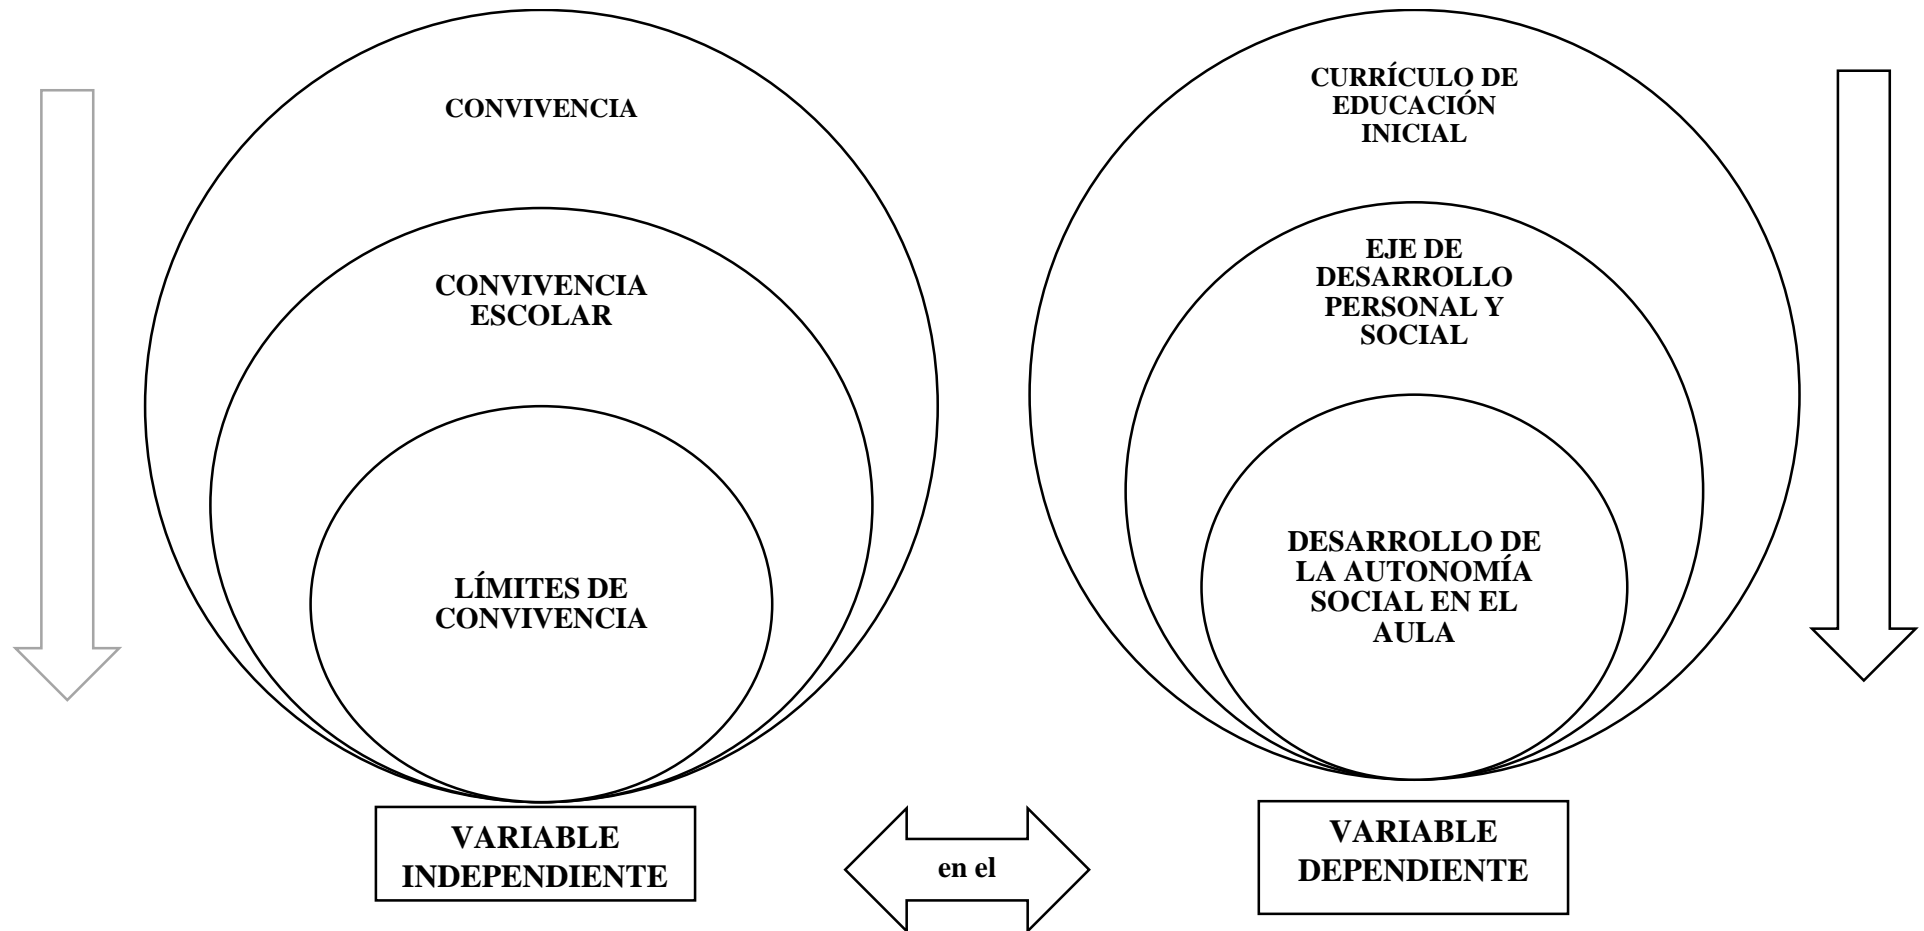 CONVIVENCIA
CONVIVENCIA
ESCOLAR
LÍMITES DE
CONVIVENCIA
VARIABLE
INDEPENDIENTE
en el
CURRÍCULO DE
EDUCACIÓN
INICIAL
EJE DE
DESARROLLO
PERSONAL Y
SOCIAL
DESARROLLO DE
LA AUTONOMÍA
SOCIAL EN EL
AULA
VARIABLE
DEPENDIENTE